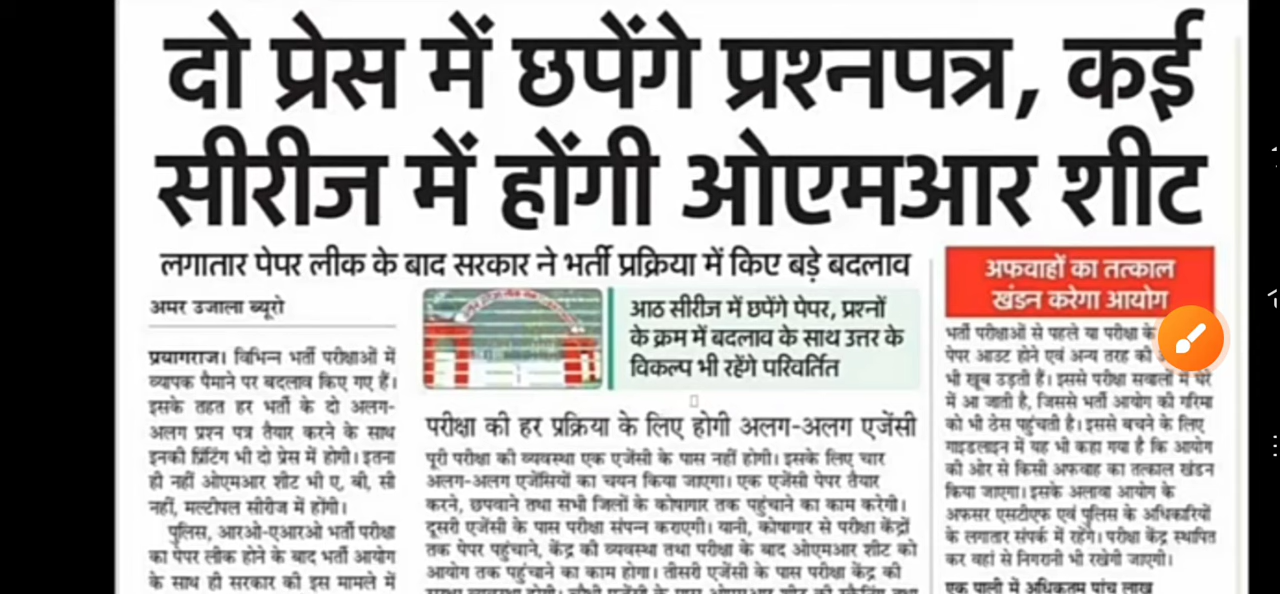 दो प्रेस में छपेंगे प्रश्नपत्र, कई
सीरीज में होंगी ओएमआर शीट
लगातार पेपर लीक के बाद सरकार ने भर्ती प्रक्रिया में किए बड़े बदलाव
अमर उजाला ब्यूरो
प्रयागराज। विभिन्न भर्ती परीक्षाओं में
व्यापक पैमाने पर बदलाव किए गए हैं।
इसके तहत हर भर्ती के दो अलग-
अलग प्रश्न पत्र तैयार करने के साथ
इनकी प्रिंटिंग भी दो प्रेस में होगी। इतना
ही नहीं ओएमआर शीट भी ए, बी, सी
नहीं, मल्टीपल सीरीज में होंगी।
पुलिस, आरओ-एआरओ भर्ती परीक्षा
का पेपर लीक होने के बाद भर्ती आयोग
के साथ ही सरकार की इस मामले में
आठ सीरीज में छपेंगे पेपर, प्रश्नों
के क्रम में बदलाव के साथ उत्तर के
विकल्प भी रहेंगे परिवर्तित
परीक्षा की हर प्रक्रिया के लिए होगी अलग-अलग एजेंसी
पूरी परीक्षा की व्यवस्था एक एजेंसी के पास नहीं होगी। इसके लिए चार
अलग-अलग एजेंसियों का चयन किया जाएगा। एक एजेंसी पेपर तैयार
करने, छपवाने तथा सभी जिलों के कोषागार तक पहुंचाने का काम करेगी।
दूसरी एजेंसी के पास परीक्षा संपन्न कराएगी। यानी, कोषागार से परीक्षा केंद्रों
तक पेपर पहुंचाने, केंद्र की व्यवस्था तथा परीक्षा के बाद ओएमआर शीट को
आयोग तक पहुंचाने का काम होगा। तीसरी एजेंसी के पास परीक्षा केंद्र की
अफवाहों का तत्काल
खंडन करेगा आयोग
भर्ती परीक्षाओं से पहले या परीक्षा के
पेपर आउट होने एवं अन्य तरह की
भी खूब उड़ती हैं। इससे परीक्षा सवालों में घेरे
में आ जाती है, जिससे भर्ती आयोग की गरिमा
को भी ठेस पहुंचती है। इससे बचने के लिए
गाइडलाइन में यह भी कहा गया है कि आयोग
की ओर से किसी अफवाह का तत्काल खंडन
किया जाएगा। इसके अलावा आयोग के
अफसर एसटीएफ एवं पुलिस के अधिकारियों
के लगातार संपर्क में रहेंगे। परीक्षा केंद्र स्थापित
कर वहां से निगरानी भी रखेगी जाएगी।
एक पाली में अधिकतम पांच लाख